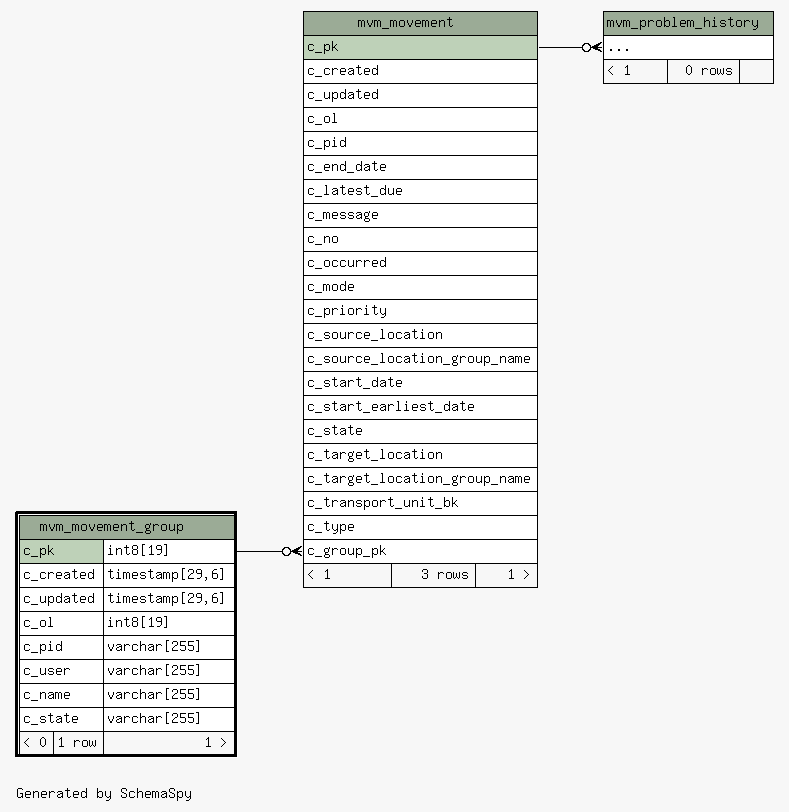 mvm_movement
c_pk
c_created
c_updated
c_ol
c_pid
c_end_date
c_latest_due
c_message
c_no
c_occurred
c_mode
c_priority
c_source_location
c_source_location_group_name
c_start_date
c_start_earliest_date
c_state
c_target_location
c_target_location_group_name
c_transport_unit_bk
c_type
c_group_pk
< 1 3 rows 1 >
mvm_problem_history
...
< 1 0 rows
mvm_movement_group
c_pk int8[19]
c_created timestamp[29,6]
c_updated timestamp[29,6]
c_ol int8[19]
c_pid varchar[255]
c_user varchar[255]
c_name varchar[255]
c_state varchar[255]
< 0 1 row 1 >
Generated by SchemaSpy